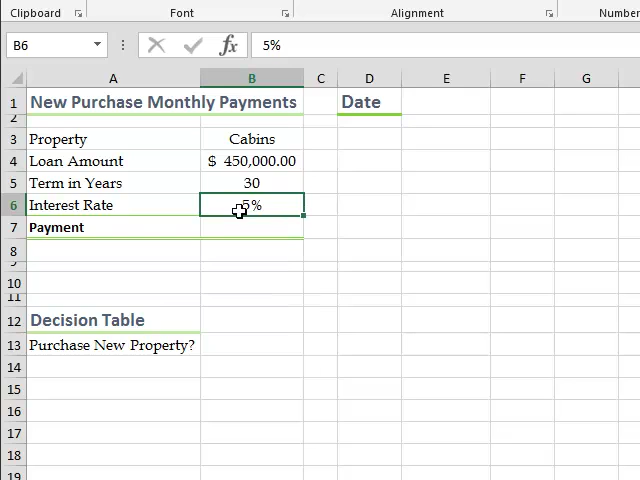 Clipboard Font Alignment Number
B6 fx 5%
A B C D E F G
1 New Purchase Monthly Payments Date
2
3 Property Cabins
4 Loan Amount $ 450,000.00
5 Term in Years 30
6 Interest Rate 5%
7 Payment
8
9
10
11
12 Decision Table
13 Purchase New Property?
14
15
16
17
18
19